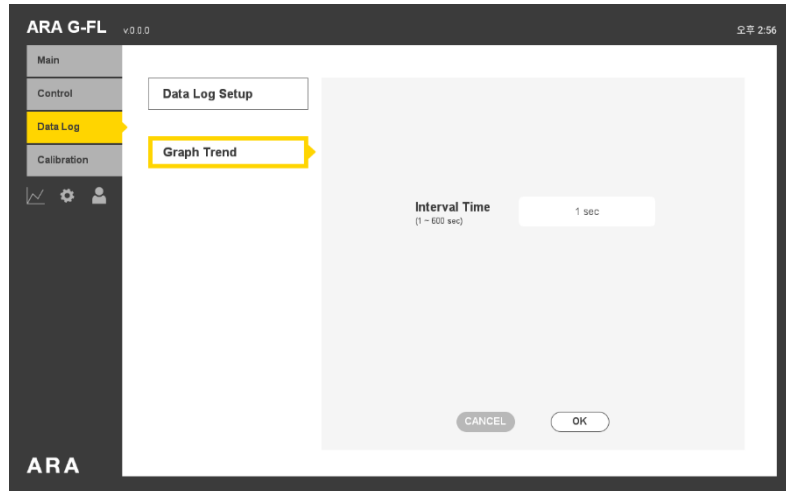 ARA G-FL v.0.0.0
오후 2:56
Main
Control
Data Log
Calibration
Data Log Setup
Graph Trend
Interval Time
(1 ~ 600 sec)
1 sec
CANCEL
OK
ARA